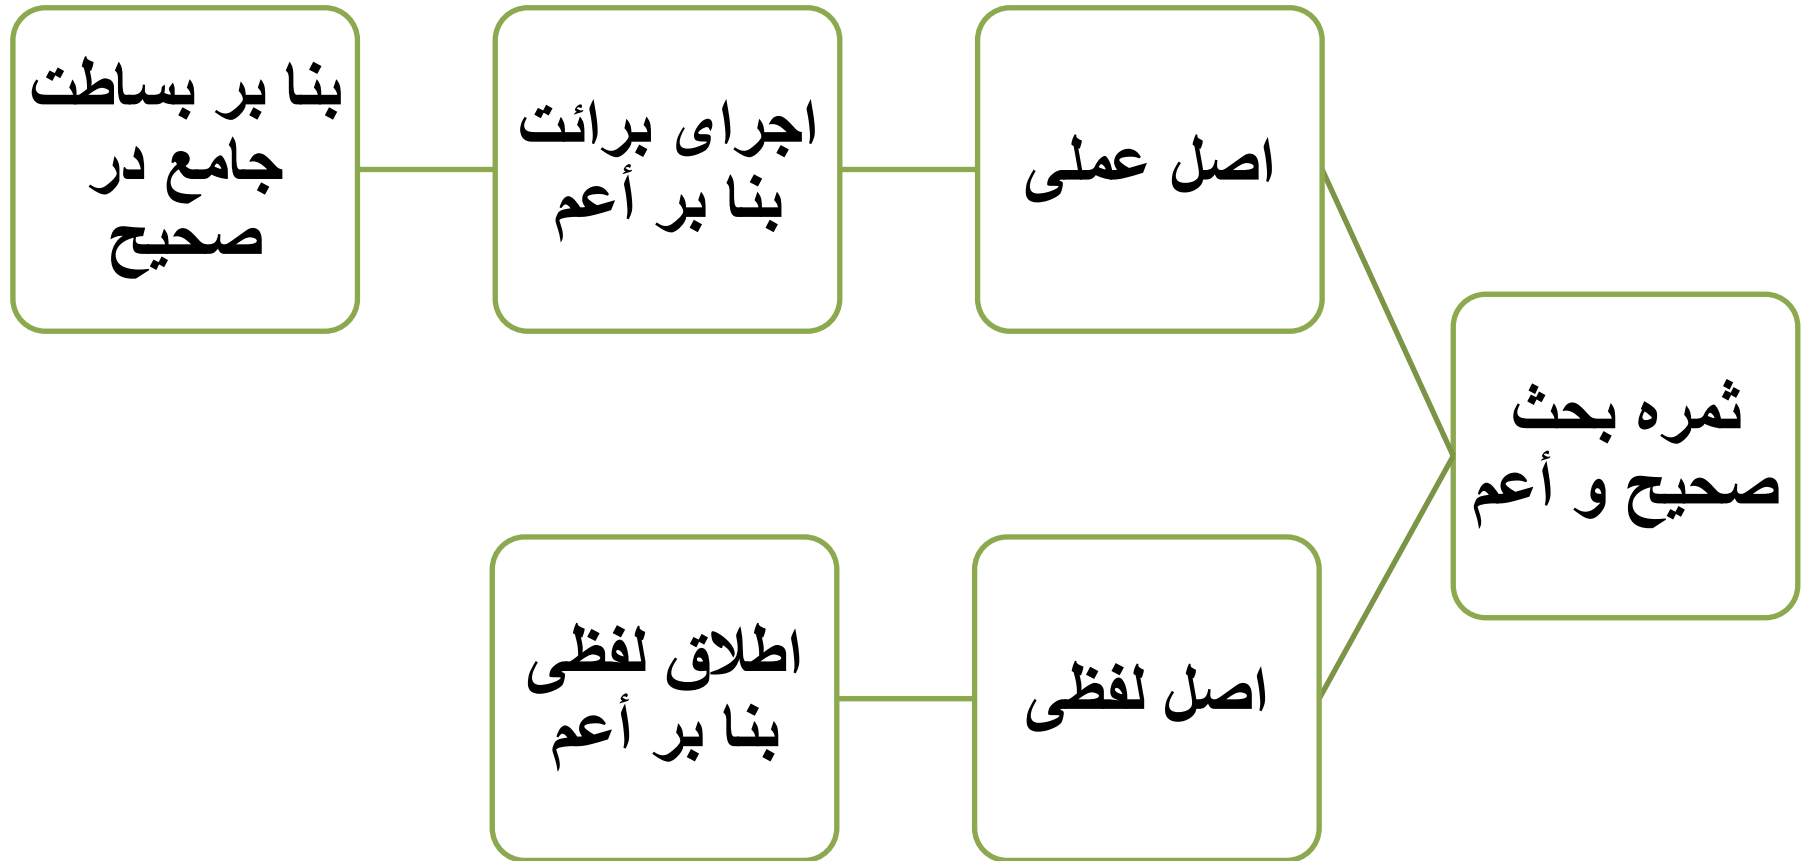 ثمره بحث
صحیح و أعم
اصل عملی
اجرای برائت
بنا بر أعم
بنا بر بساطت
جامع در
صحیح
اصل لفظی
اطلاق لفظی
بنا بر أعم